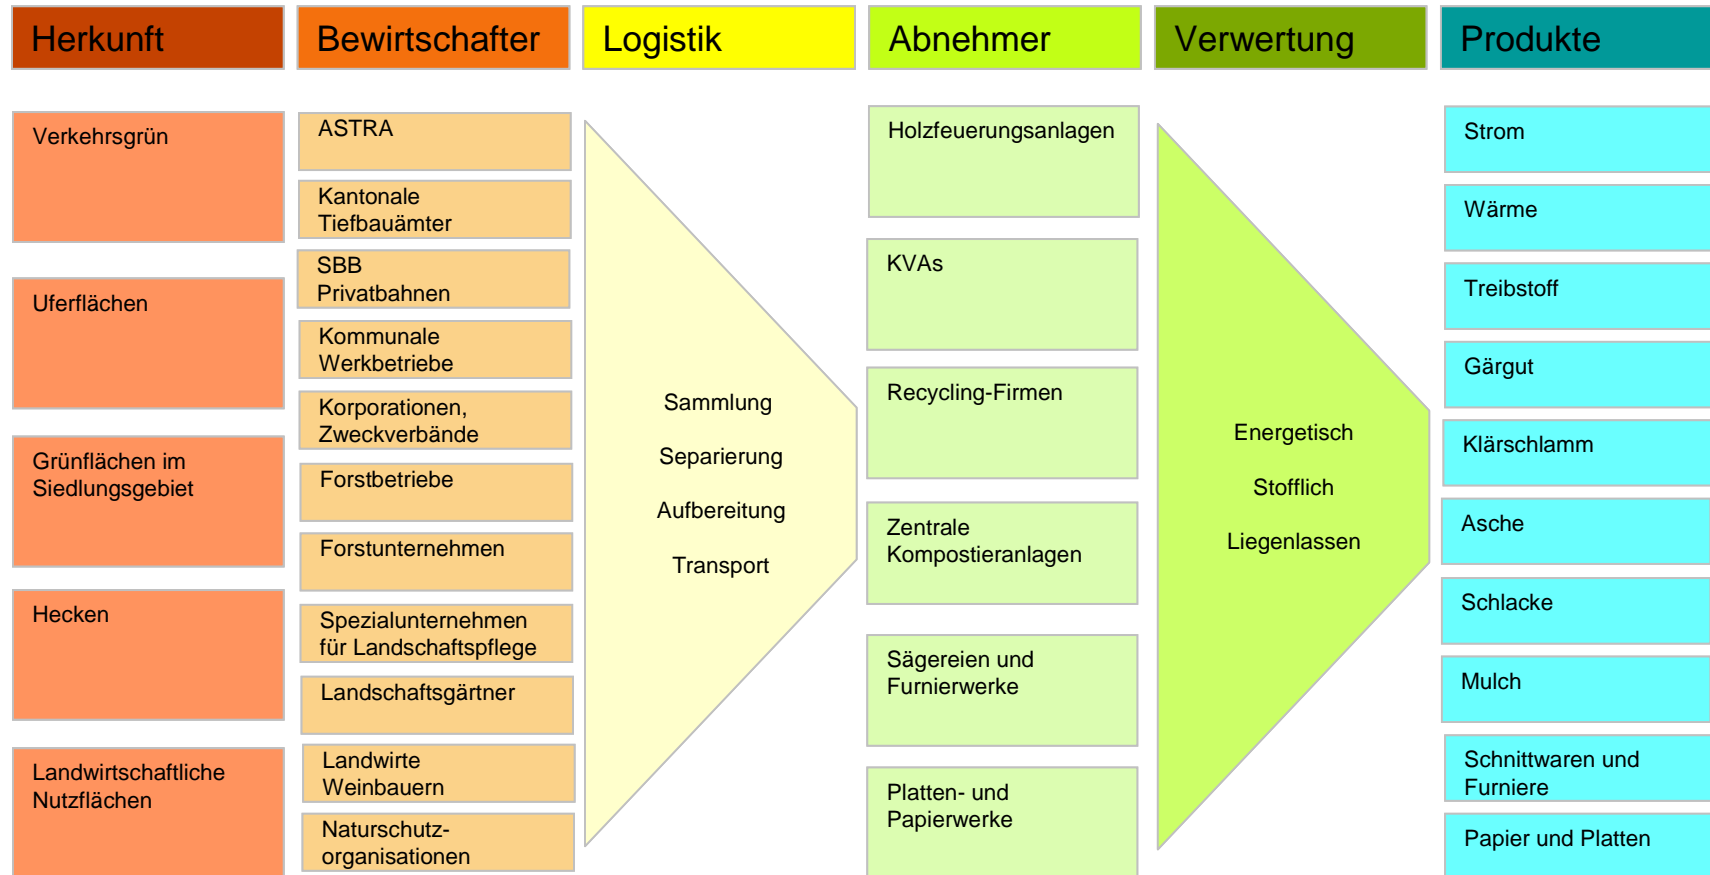 Herkunft
Bewirtschafter
Logistik
Abnehmer
Verwertung
Produkte
Verkehrsgrün
Uferflächen
Grünflächen im
Siedlungsgebiet
Hecken
Landwirtschaftliche
Nutzflächen
ASTRA
Kantonale
Tiefbauämter
SBB
Privatbahnen
Kommunale
Werkbetriebe
Korporationen,
Zweckverbände
Forstbetriebe
Forstunternehmen
Spezialunternehmen
für Landschaftspflege
Landschaftsgärtner
Landwirte
Weinbauern
Naturschutz-
organisationen
Sammlung
Separierung
Aufbereitung
Transport
Holzfeuerungsanlagen
KVAs
Recycling-Firmen
Zentrale
Kompostieranlagen
Sägereien und
Furnierwerke
Platten- und
Papierwerke
Energetisch
Stofflich
Liegenlassen
Strom
Wärme
Treibstoff
Gärgut
Klärschlamm
Asche
Schlacke
Mulch
Schnittwaren und
Furniere
Papier und Platten